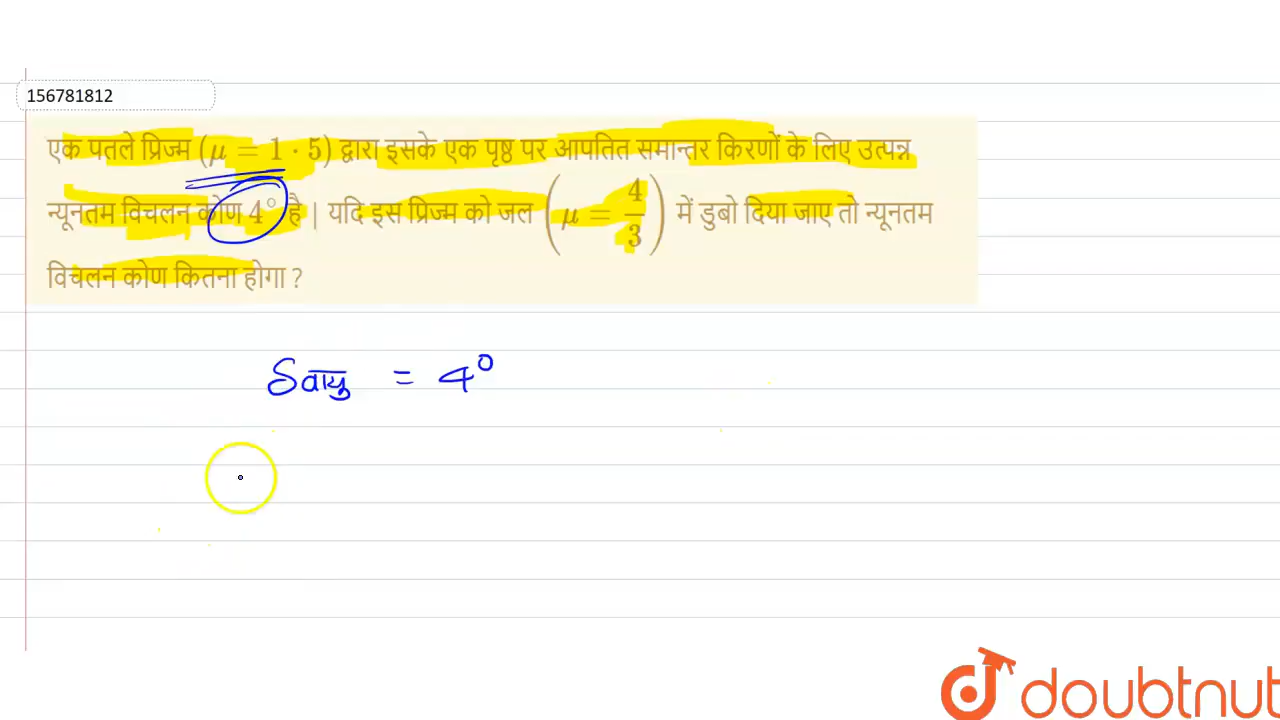 156781812
एक पतले प्रिज्म (μ = 1 · 5) द्वारा इसके एक पृष्ठ पर आपतित समान्तर किरणों के लिए उत्पन्न
न्यूनतम विचलन कोण 4° है | यदि इस प्रिज्म को जल (μ = 4/3) में डुबो दिया जाए तो न्यूनतम
विचलन कोण कितना होगा ?
δवायु = 4°
doubtnut